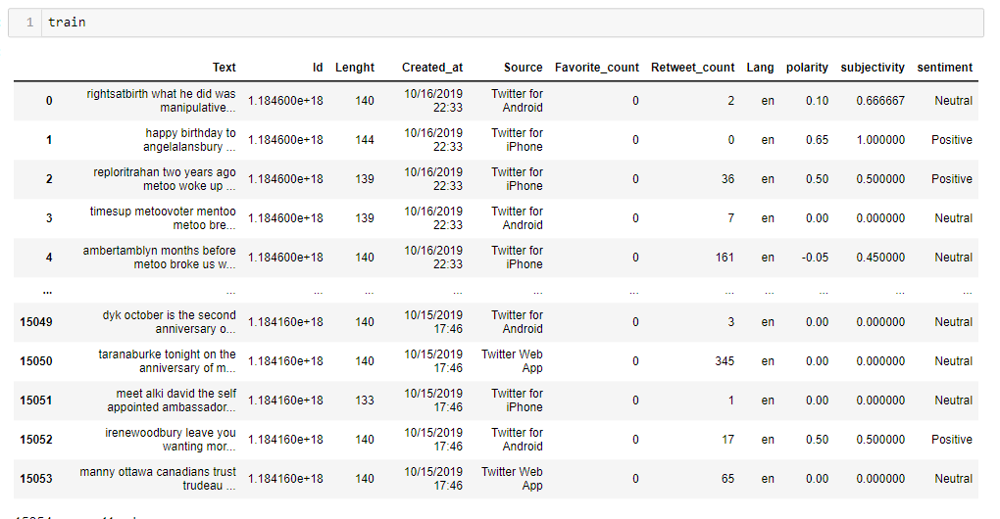 1 train
Text Id Lenght Created_at Source Favorite_count Retweet_count Lang polarity subjectivity sentiment
0 rightsatbirth what he did was manipulative... 1.184600e+18 140 10/16/2019 22:33 Twitter for Android 0 2 en 0.10 0.666667 Neutral
1 happy birthday to angelalansbury ... 1.184600e+18 144 10/16/2019 22:33 Twitter for iPhone 0 0 en 0.65 1.000000 Positive
2 reploritrahan two years ago metoo woke up ... 1.184600e+18 139 10/16/2019 22:33 Twitter for iPhone 0 36 en 0.50 0.500000 Positive
3 timesup metoovoter mentoo metoo bre... 1.184600e+18 139 10/16/2019 22:33 Twitter for Android 0 7 en 0.00 0.000000 Neutral
4 ambertamblyn months before metoo broke us w... 1.184600e+18 140 10/16/2019 22:33 Twitter for iPhone 0 161 en -0.05 0.450000 Neutral
... ... ... ... ... ... ... ... ... ... ... ...
15049 dyk october is the second anniversary o... 1.184160e+18 140 10/15/2019 17:46 Twitter for Android 0 3 en 0.00 0.000000 Neutral
15050 taranaburke tonight on the anniversary of m... 1.184160e+18 140 10/15/2019 17:46 Twitter Web App 0 345 en 0.00 0.000000 Neutral
15051 meet alki david the self appointed ambassador... 1.184160e+18 133 10/15/2019 17:46 Twitter for iPhone 0 1 en 0.00 0.000000 Neutral
15052 irenewoodbury leave you wanting mor... 1.184160e+18 140 10/15/2019 17:46 Twitter for Android 0 17 en 0.50 0.500000 Positive
15053 manny ottawa canadians trust trudeau ... 1.184160e+18 140 10/15/2019 17:46 Twitter Web App 0 65 en 0.00 0.000000 Neutral